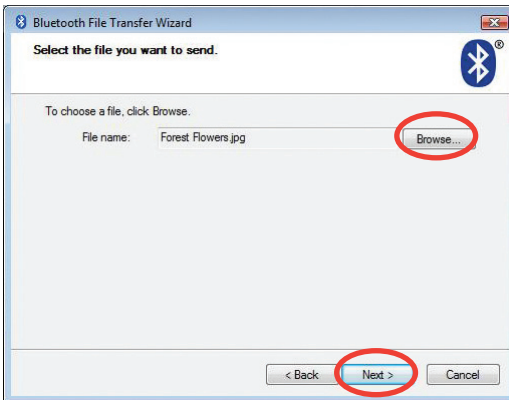 Bluetooth File Transfer Wizard
Select the file you want to send.
®
To choose a file, click Browse.
File name: Forest Flowers.jpg Browse...
< Back Next > Cancel